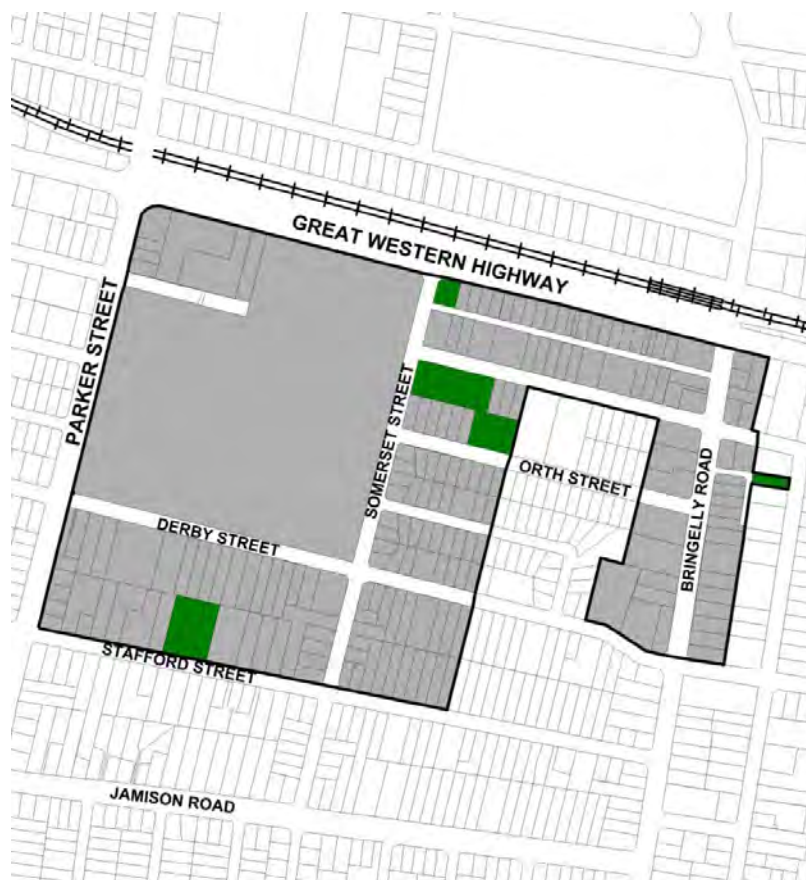 GREAT WESTERN HIGHWAY
PARKER STREET
SOMERSET STREET
ORTH STREET
BRINGELLY ROAD
DERBY STREET
STAFFORD STREET
JAMISON ROAD